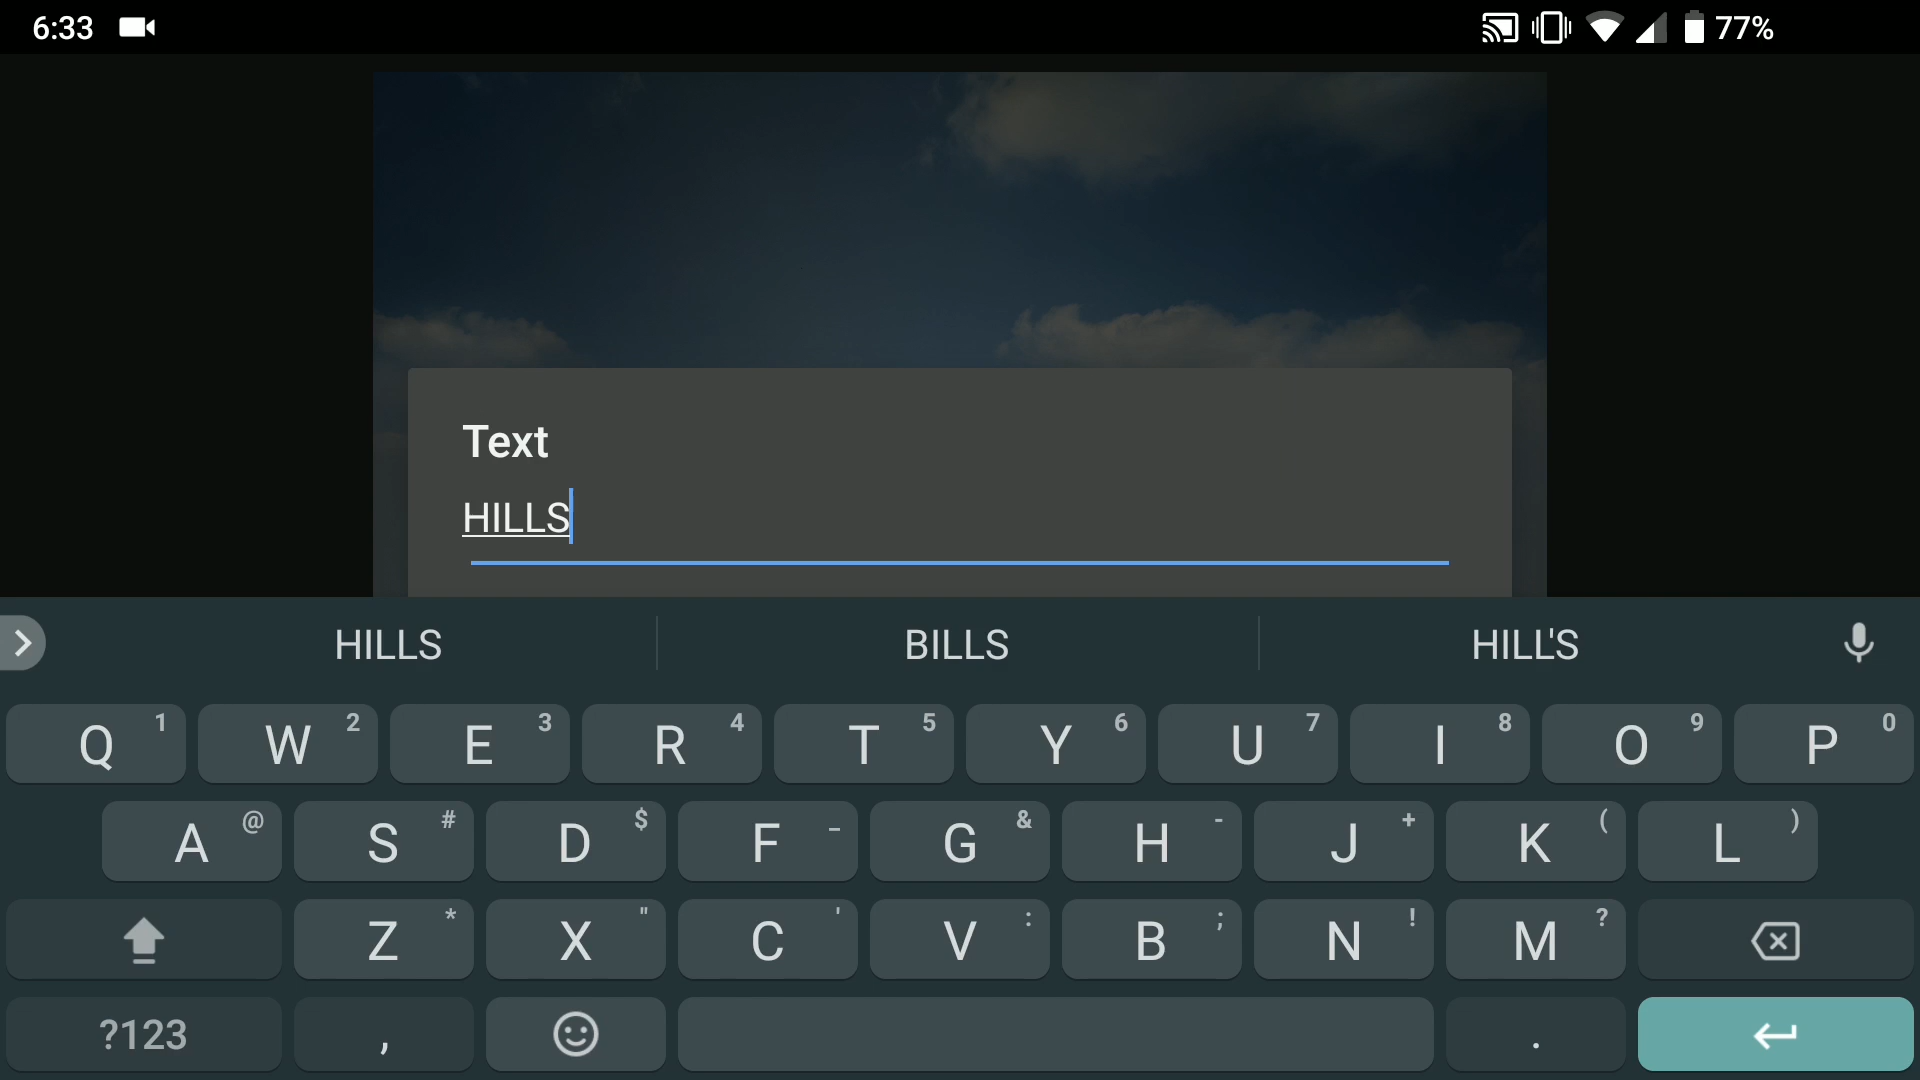 6:33
77%
Text
HILLS
HILLS BILLS HILL'S
Q 1 W 2 E 3 R 4 T 5 Y 6 U 7 I 8 O 9 P 0
A @ S # D $ F _ G & H - J + K ( L )
Z * X " C ' V : B ; N ! M ?
?123 , .